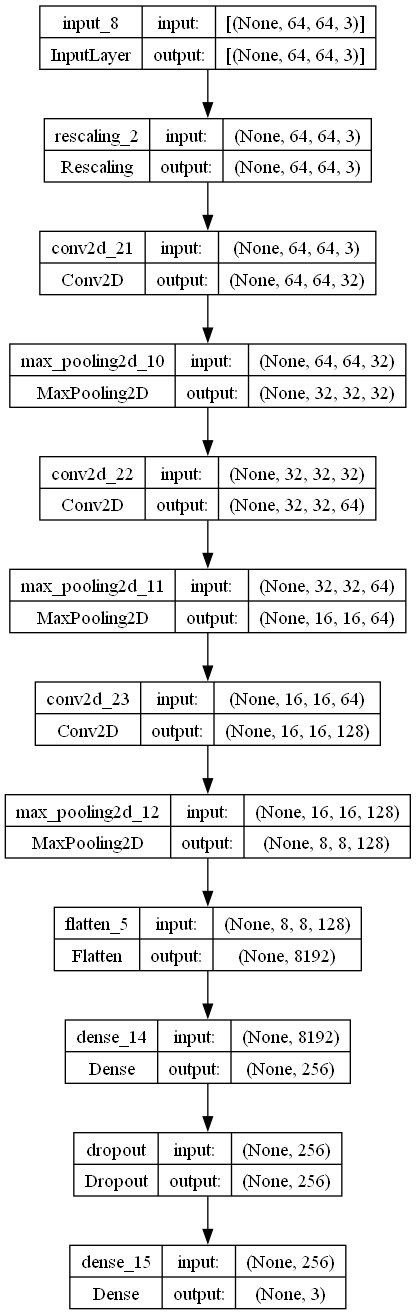 input_8 input: [(None, 64, 64, 3)]
InputLayer output: [(None, 64, 64, 3)]
rescaling_2 input: (None, 64, 64, 3)
Rescaling output: (None, 64, 64, 3)
conv2d_21 input: (None, 64, 64, 3)
Conv2D output: (None, 64, 64, 32)
max_pooling2d_10 input: (None, 64, 64, 32)
MaxPooling2D output: (None, 32, 32, 32)
conv2d_22 input: (None, 32, 32, 32)
Conv2D output: (None, 32, 32, 64)
max_pooling2d_11 input: (None, 32, 32, 64)
MaxPooling2D output: (None, 16, 16, 64)
conv2d_23 input: (None, 16, 16, 64)
Conv2D output: (None, 16, 16, 128)
max_pooling2d_12 input: (None, 16, 16, 128)
MaxPooling2D output: (None, 8, 8, 128)
flatten_5 input: (None, 8, 8, 128)
Flatten output: (None, 8192)
dense_14 input: (None, 8192)
Dense output: (None, 256)
dropout input: (None, 256)
Dropout output: (None, 256)
dense_15 input: (None, 256)
Dense output: (None, 3)